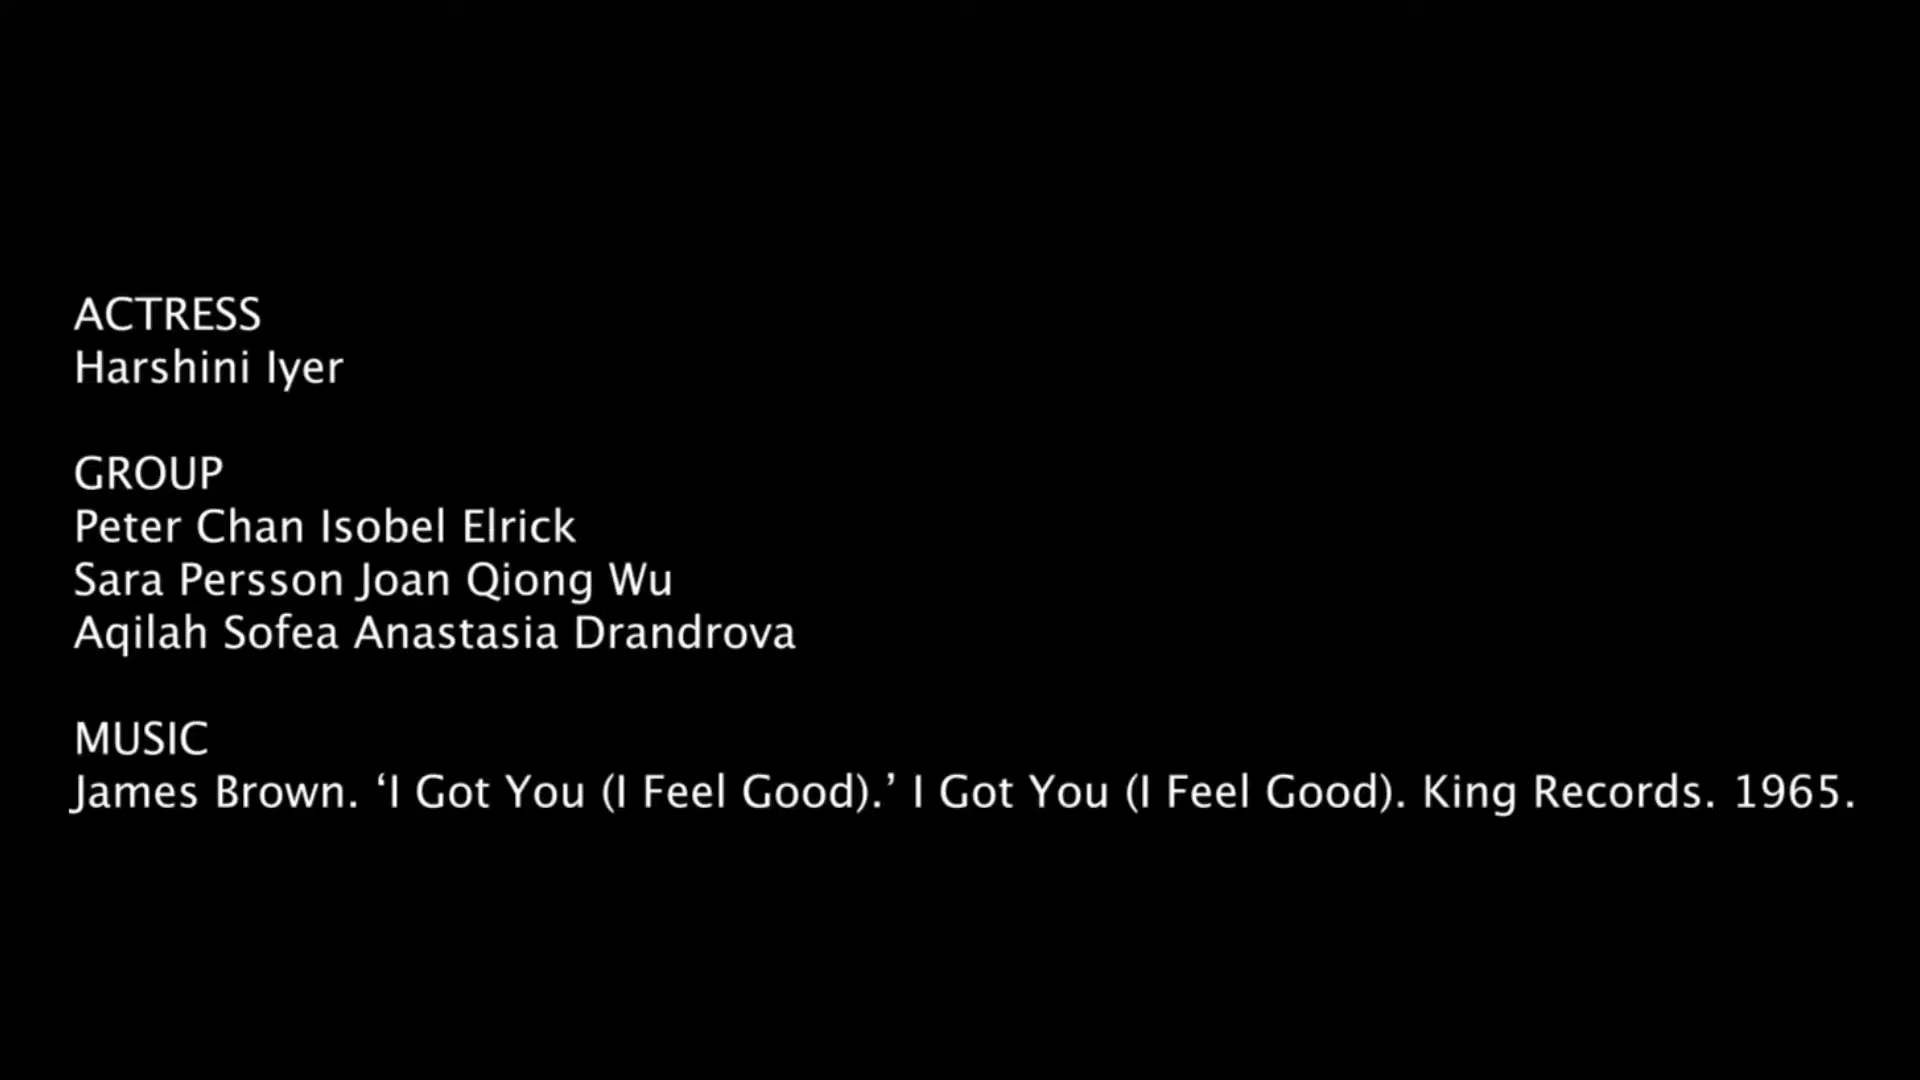 ACTRESS
Harshini Iyer
GROUP
Peter Chan Isobel Elrick
Sara Persson Joan Qiong Wu
Aqilah Sofea Anastasia Drandrova
MUSIC
James Brown. ‘I Got You (I Feel Good).’ I Got You (I Feel Good). King Records. 1965.